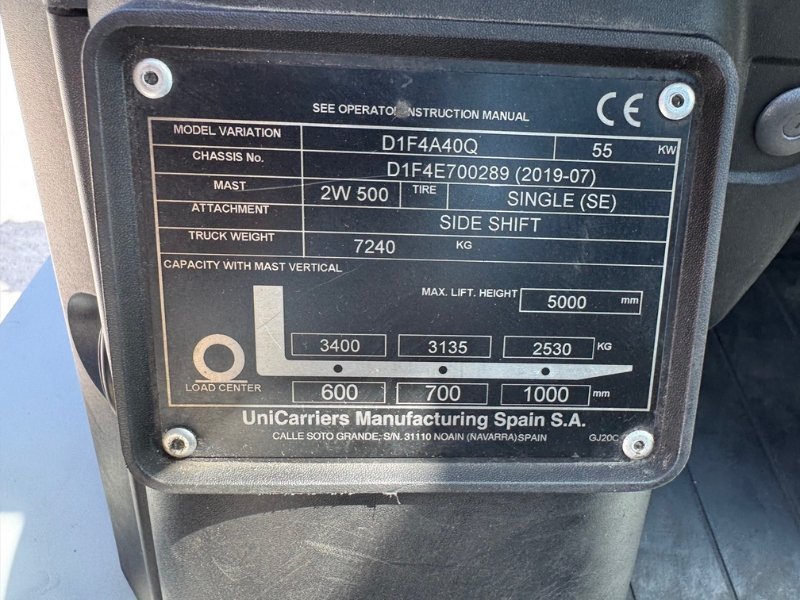 SEE OPERATOR INSTRUCTION MANUAL
CE
MODEL VARIATION D1F4A40Q 55 KW
CHASSIS No. D1F4E700289 (2019-07)
MAST 2W 500 TIRE SINGLE (SE)
ATTACHMENT SIDE SHIFT
TRUCK WEIGHT 7240 KG
CAPACITY WITH MAST VERTICAL
MAX. LIFT. HEIGHT 5000 mm
3400 3135 2530 KG
LOAD CENTER
600 700 1000 mm
UniCarriers Manufacturing Spain S.A.
CALLE SOTO GRANDE, S/N. 31110 NOAIN (NAVARRA) SPAIN